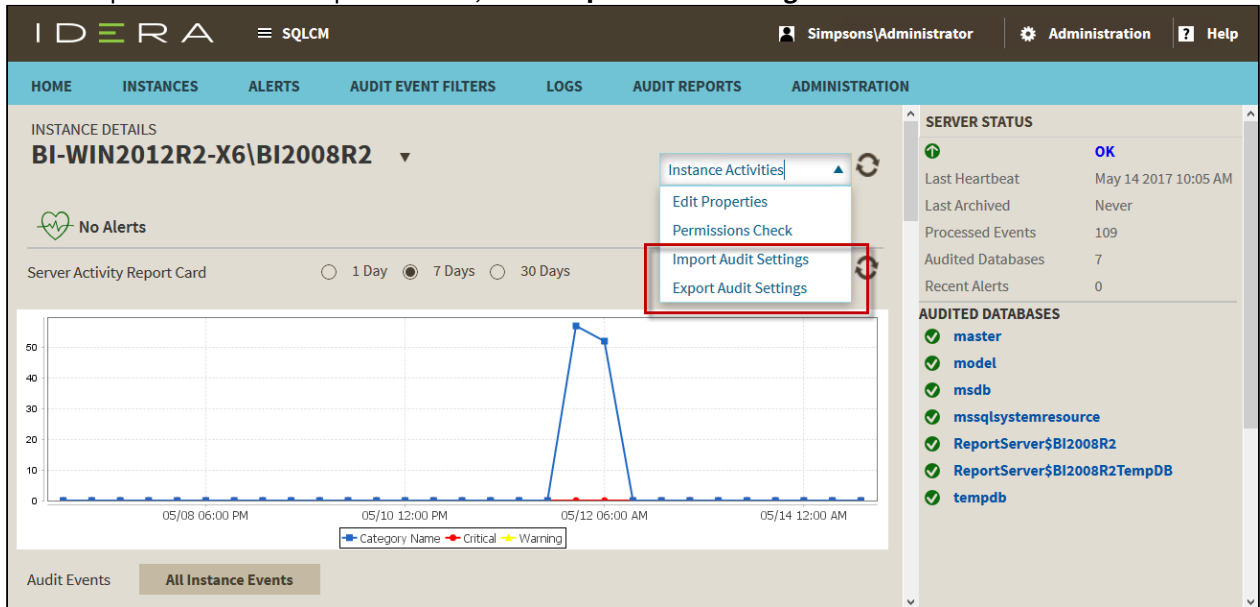 IDERA ≡ SQLCM Simpsons\Administrator Administration ? Help
HOME INSTANCES ALERTS AUDIT EVENT FILTERS LOGS AUDIT REPORTS ADMINISTRATION
INSTANCE DETAILS
BI-WIN2012R2-X6\BI2008R2
Instance Activities
Edit Properties
Permissions Check
Import Audit Settings
Export Audit Settings
No Alerts
Server Activity Report Card 1 Day 7 Days 30 Days
50
40
30
20
10
0
05/08 06:00 PM 05/10 12:00 PM 05/12 06:00 AM 05/14 12:00 AM
Category Name Critical Warning
Audit Events All Instance Events
SERVER STATUS
OK
Last Heartbeat May 14 2017 10:05 AM
Last Archived Never
Processed Events 109
Audited Databases 7
Recent Alerts 0
AUDITED DATABASES
master
model
msdb
mssqlsystemresource
ReportServer$BI2008R2
ReportServer$BI2008R2TempDB
tempdb